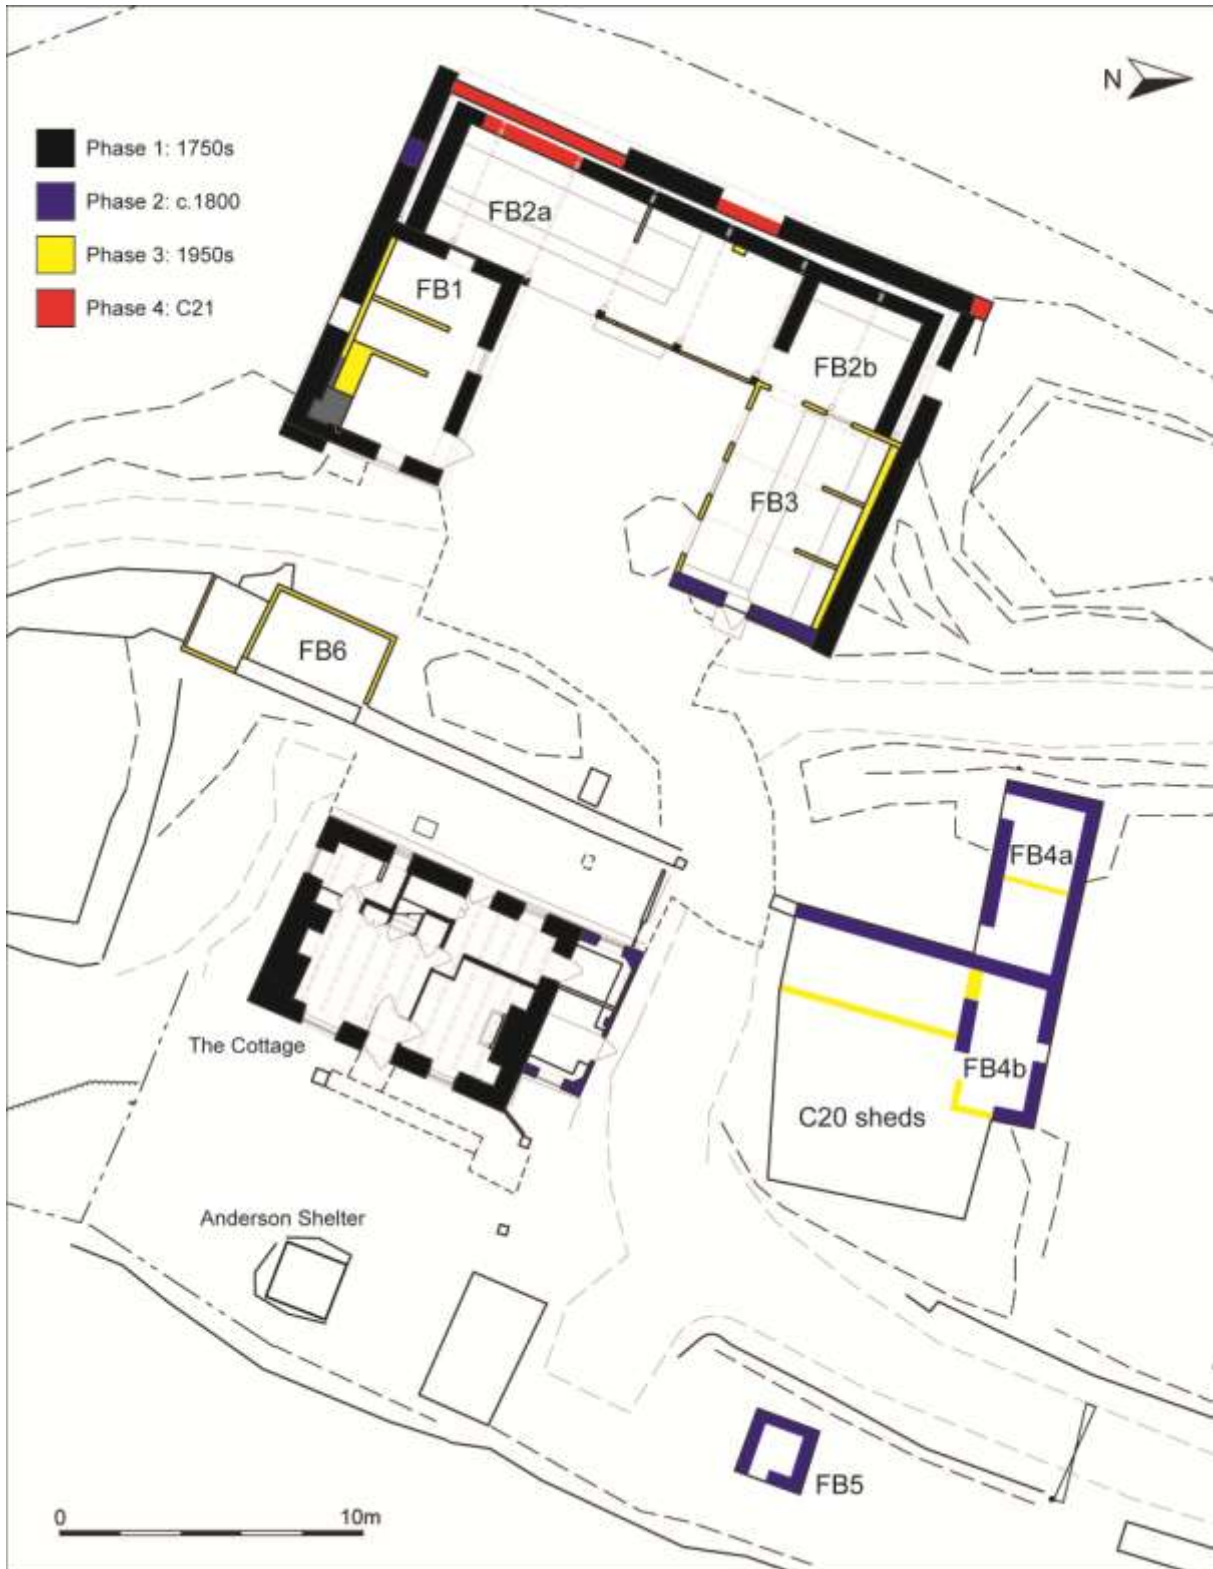 N
Phase 1: 1750s
Phase 2: c.1800
Phase 3: 1950s
Phase 4: C21
FB2a
FB1
FB2b
FB3
FB6
FB4a
The Cottage
FB4b
C20 sheds
Anderson Shelter
FB5
0 10m